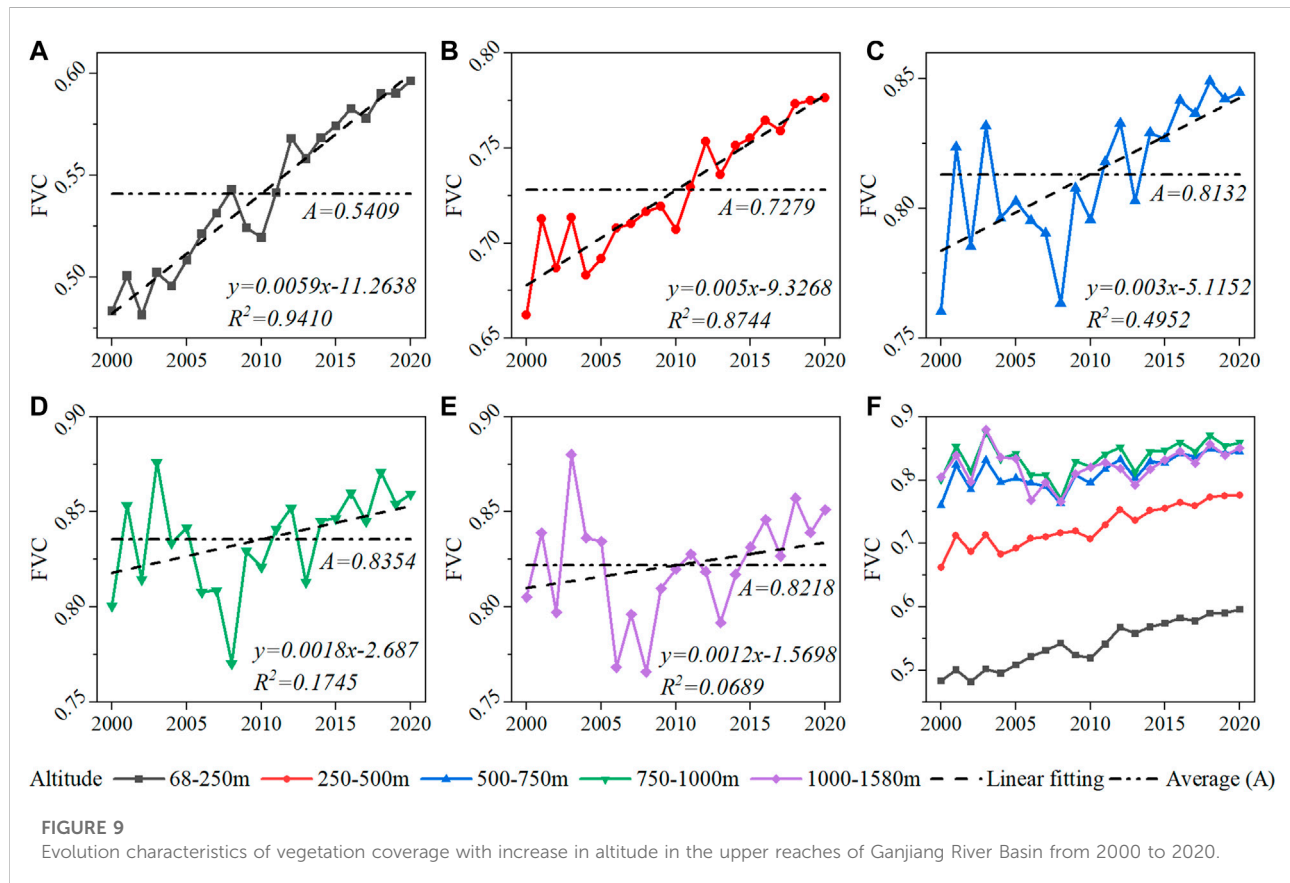 A
FVC
0.60
0.55
0.50
A=0.5409
y=0.0059x-11.2638
R²=0.9410
2000 2005 2010 2015 2020
B
FVC
0.80
0.75
0.70
0.65
A=0.7279
y=0.005x-9.3268
R²=0.8744
2000 2005 2010 2015 2020
C
FVC
0.85
0.80
0.75
A=0.8132
y=0.003x-5.1152
R²=0.4952
2000 2005 2010 2015 2020
D
FVC
0.90
0.85
0.80
0.75
A=0.8354
y=0.0018x-2.687
R²=0.1745
2000 2005 2010 2015 2020
E
FVC
0.90
0.85
0.80
0.75
A=0.8218
y=0.0012x-1.5698
R²=0.0689
2000 2005 2010 2015 2020
F
FVC
0.9
0.8
0.7
0.6
0.5
2000 2005 2010 2015 2020
Altitude 68-250m 250-500m 500-750m 750-1000m 1000-1580m Linear fitting Average (A)
FIGURE 9
Evolution characteristics of vegetation coverage with increase in altitude in the upper reaches of Ganjiang River Basin from 2000 to 2020.